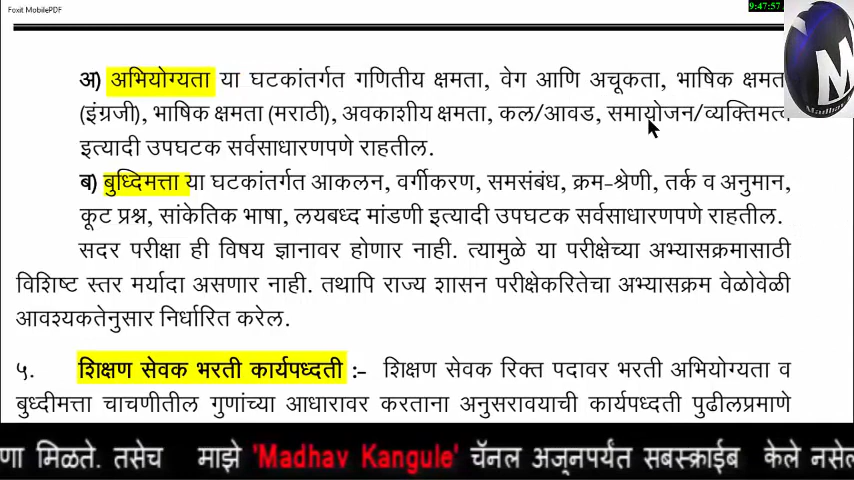 Foxit MobilePDF
9:47:57
अ) अभियोग्यता या घटकांतर्गत गणितीय क्षमता, वेग आणि अचूकता, भाषिक
(इंग्रजी), भाषिक क्षमता (मराठी), अवकाशीय क्षमता, कल/आवड, समायोजन/व्यक्तिमत्व
इत्यादी उपघटक सर्वसाधारणपणे राहतील.
ब) बुध्दिमत्ता या घटकांतर्गत आकलन, वर्गीकरण, समसंबंध, क्रम-श्रेणी, तर्क व अनुमान,
कूट प्रश्न, सांकेतिक भाषा, लयबध्द मांडणी इत्यादी उपघटक सर्वसाधारणपणे राहतील.
सदर परीक्षा ही विषय ज्ञानावर होणार नाही. त्यामुळे या परीक्षेच्या अभ्यासक्रमासाठी
विशिष्ट स्तर मर्यादा असणार नाही. तथापि राज्य शासन परीक्षेकरितेचा अभ्यासक्रम वेळोवेळी
आवश्यकतेनुसार निर्धारित करेल.
५. शिक्षण सेवक भरती कार्यपध्दती :- शिक्षण सेवक रिक्त पदावर भरती अभियोग्यता व
बुध्दीमत्ता चाचणीतील गुणांच्या आधारावर करताना अनुसरावयाची कार्यपध्दती पुढीलप्रमाणे
मिळते. तसेच माझे 'Madhav Kangule' चॅनल अजूनपर्यंत सबस्क्राईब केले